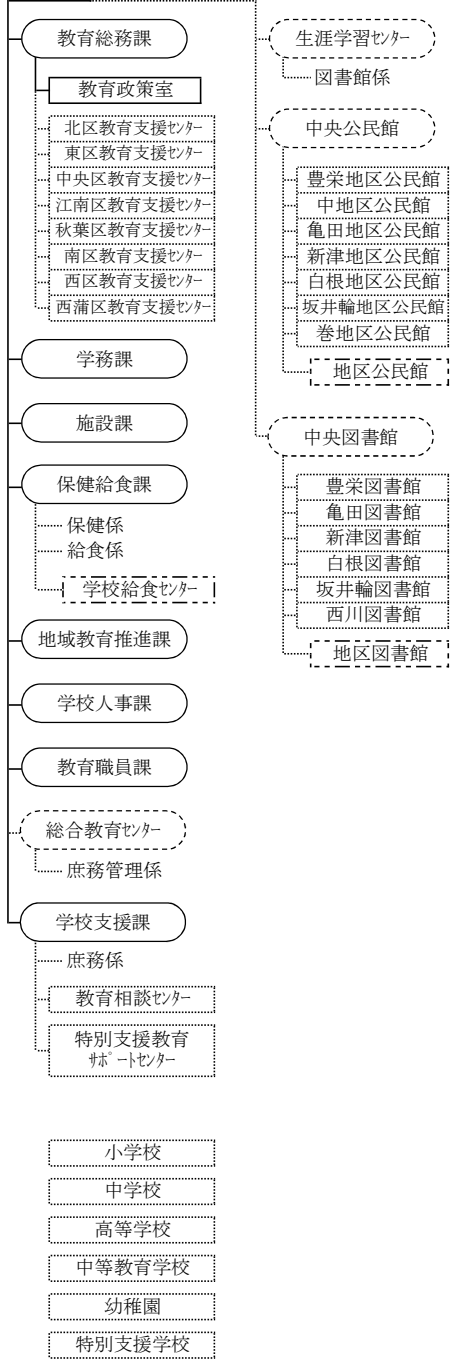 教育総務課
教育政策室
北区教育支援ｾﾝﾀｰ
東区教育支援ｾﾝﾀｰ
中央区教育支援ｾﾝﾀｰ
江南区教育支援ｾﾝﾀｰ
秋葉区教育支援ｾﾝﾀｰ
南区教育支援ｾﾝﾀｰ
西区教育支援ｾﾝﾀｰ
西蒲区教育支援ｾﾝﾀｰ
学務課
施設課
保健給食課
保健係
給食係
学校給食ｾﾝﾀｰ
地域教育推進課
学校人事課
教育職員課
総合教育ｾﾝﾀｰ
庶務管理係
学校支援課
庶務係
教育相談ｾﾝﾀｰ
特別支援教育
ｻﾎﾟｰﾄｾﾝﾀｰ
小学校
中学校
高等学校
中等教育学校
幼稚園
特別支援学校
生涯学習ｾﾝﾀｰ
図書館係
中央公民館
豊栄地区公民館
中地区公民館
亀田地区公民館
新津地区公民館
白根地区公民館
坂井輪地区公民館
巻地区公民館
地区公民館
中央図書館
豊栄図書館
亀田図書館
新津図書館
白根図書館
坂井輪図書館
西川図書館
地区図書館